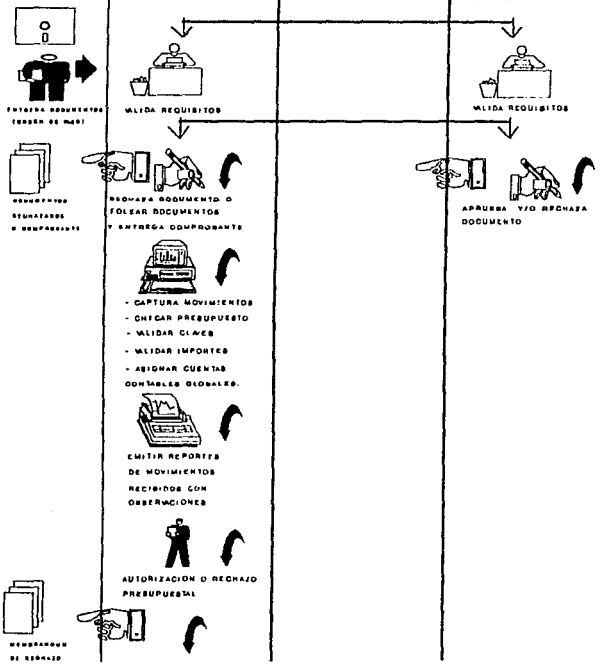 ENTREGA DOCUMENTOS
(ORDEN DE PAGO)
VALIDA REQUISITOS
VALIDA REQUISITOS
DOCUMENTOS
RECHAZADOS
O COMPROBANTE
RECHAZA DOCUMENTO O
FOLEAR DOCUMENTOS
Y ENTREGA COMPROBANTE
APRUEBA Y/O RECHAZA
DOCUMENTO
- CAPTURA MOVIMIENTOS
- CHECAR PRESUPUESTO
- VALIDAR CLAVES
- VALIDAR IMPORTES
- ASIGNAR CUENTAS
CONTABLES GLOBALES.
EMITIR REPORTES
DE MOVIMIENTOS
RECIBIDOS CON
OBSERVACIONES
AUTORIZACION O RECHAZO
PRESUPUESTAL
MEMORANDUM
DE RECHAZO